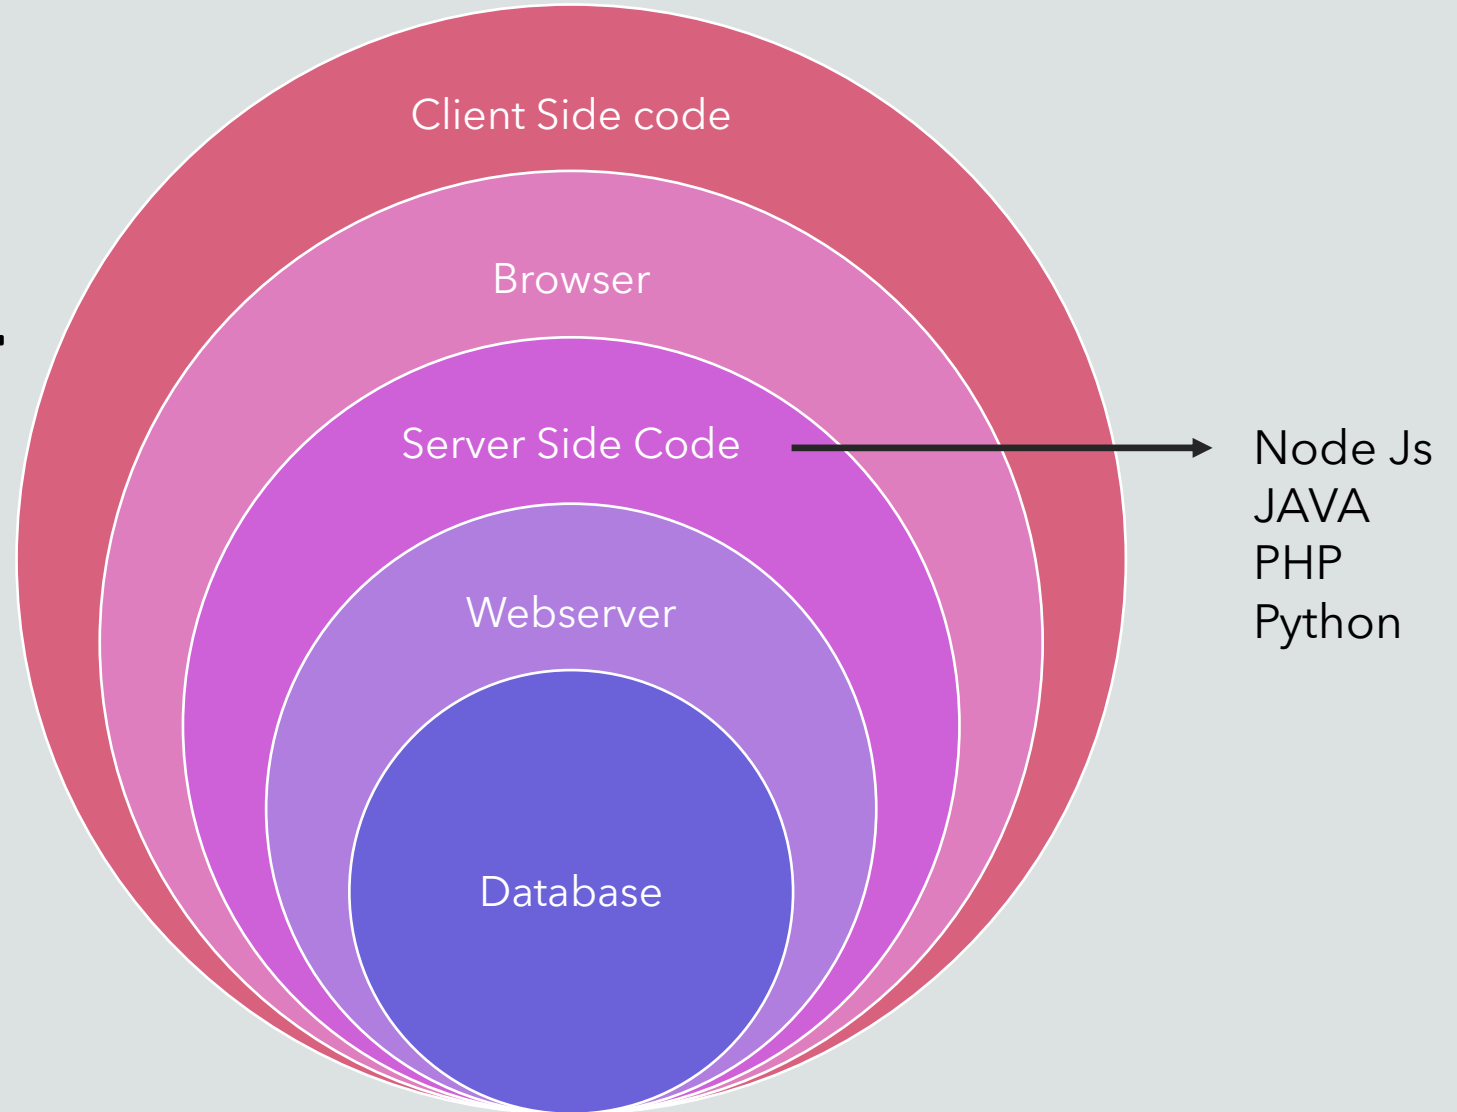 Client Side code
Browser
Server Side Code
Node Js
JAVA
PHP
Python
Webserver
Database